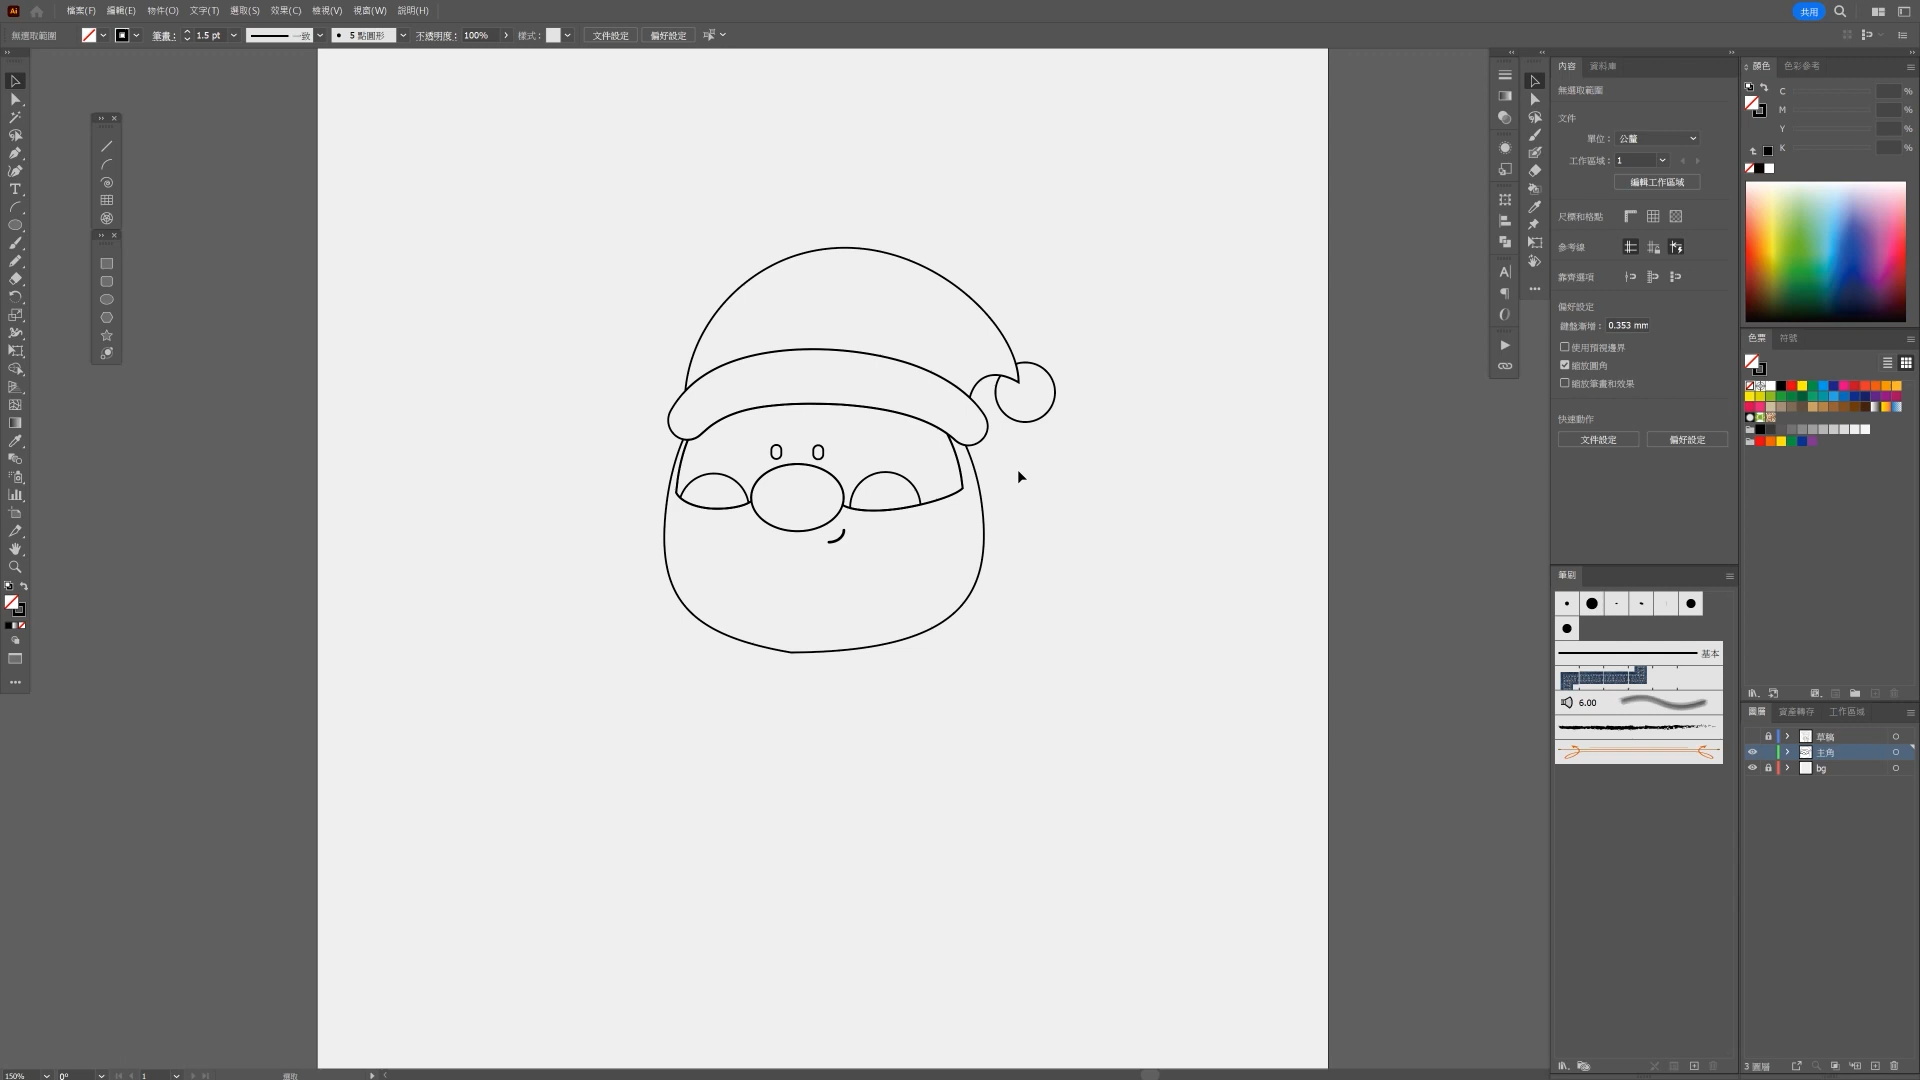 Ai 檔案(F) 編輯(E) 物件(O) 文字(T) 選取(S) 效果(C) 檢視(V) 視窗(W) 說明(H) 共用
無選取範圍 筆畫： 1.5 pt 一致 5 點圓形 不透明度： 100% 樣式： 文件設定 偏好設定
內容 資料庫
無選取範圍
文件
單位： 公釐
工作區域： 1
編輯工作區域
尺標和格點
參考線
靠齊選項
偏好設定
鍵盤漸增： 0.353 mm
使用預視邊界
縮放圓角
縮放筆畫和效果
快速動作
文件設定 偏好設定
顏色 色彩參考
C %
M %
Y %
K %
色票 符號
筆刷
基本
6.00
圖層 資產轉存 工作區域
草稿
主角
bg
3 圖層
150% 0° 1 選取